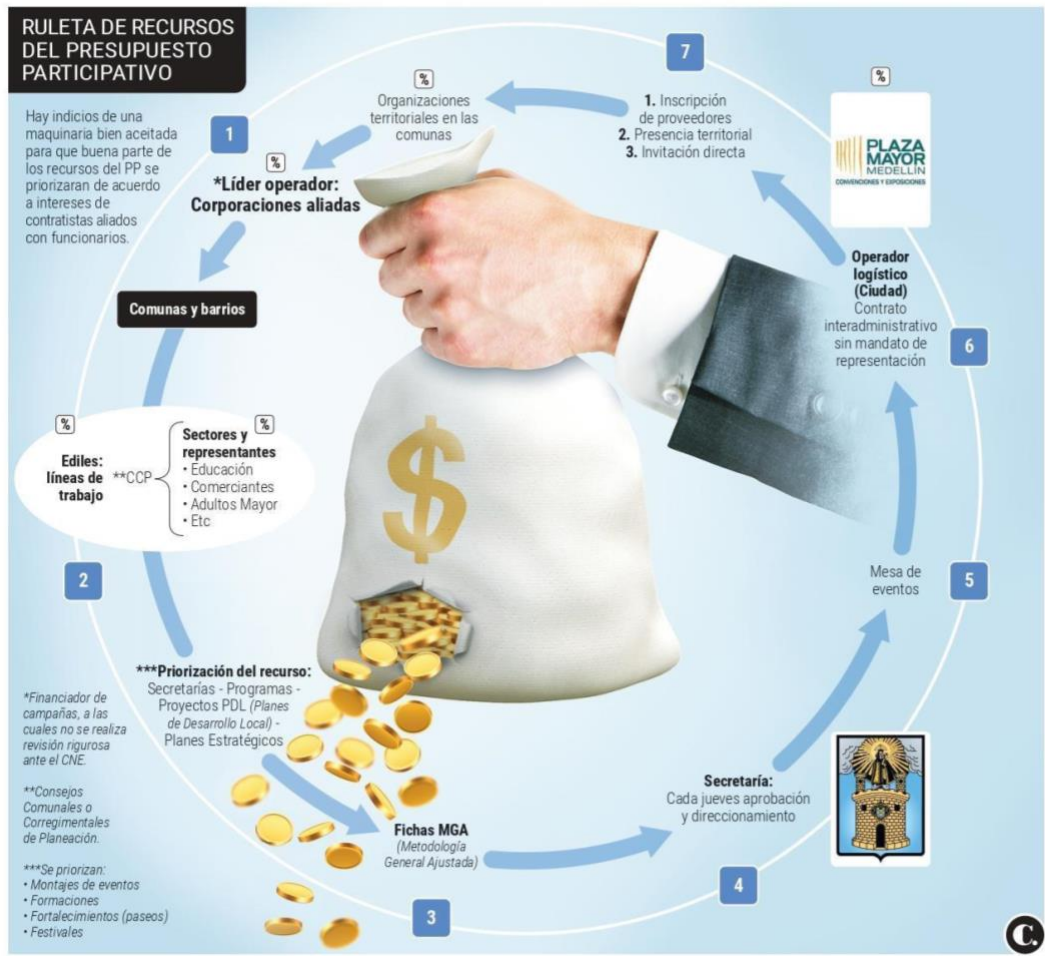 RULETA DE RECURSOS
DEL PRESUPUESTO
PARTICIPATIVO
Hay indicios de una
maquinaria bien aceitada
para que buena parte de
los recursos del PP se
priorizaran de acuerdo
a intereses de
contratistas aliados
con funcionarios.
1
%
*Líder operador:
Corporaciones aliadas
Comunas y barrios
%
Ediles:
líneas de
trabajo
**CCP
%
Sectores y
representantes
• Educación
• Comerciantes
• Adultos Mayor
• Etc
2
***Priorización del recurso:
Secretarías - Programas -
Proyectos PDL (Planes
de Desarrollo Local) -
Planes Estratégicos
Fichas MGA
(Metodología
General Ajustada)
3
Secretaría:
Cada jueves aprobación
y direccionamiento
4
Mesa de
eventos
5
%
PLAZA
MAYOR
MEDELLÍN
CONVENCIONES Y EXPOSICIONES
Operador
logístico
(Ciudad)
Contrato
interadministrativo
sin mandato de
representación
6
7
1. Inscripción
de proveedores
2. Presencia territorial
3. Invitación directa
%
Organizaciones
territoriales en las
comunas
$
*Financiador de
campañas, a las
cuales no se realiza
revisión rigurosa
ante el CNE.
**Consejos
Comunales o
Corregimentales
de Planeación.
***Se priorizan:
• Montajes de eventos
• Formaciones
• Fortalecimientos (paseos)
• Festivales
C.